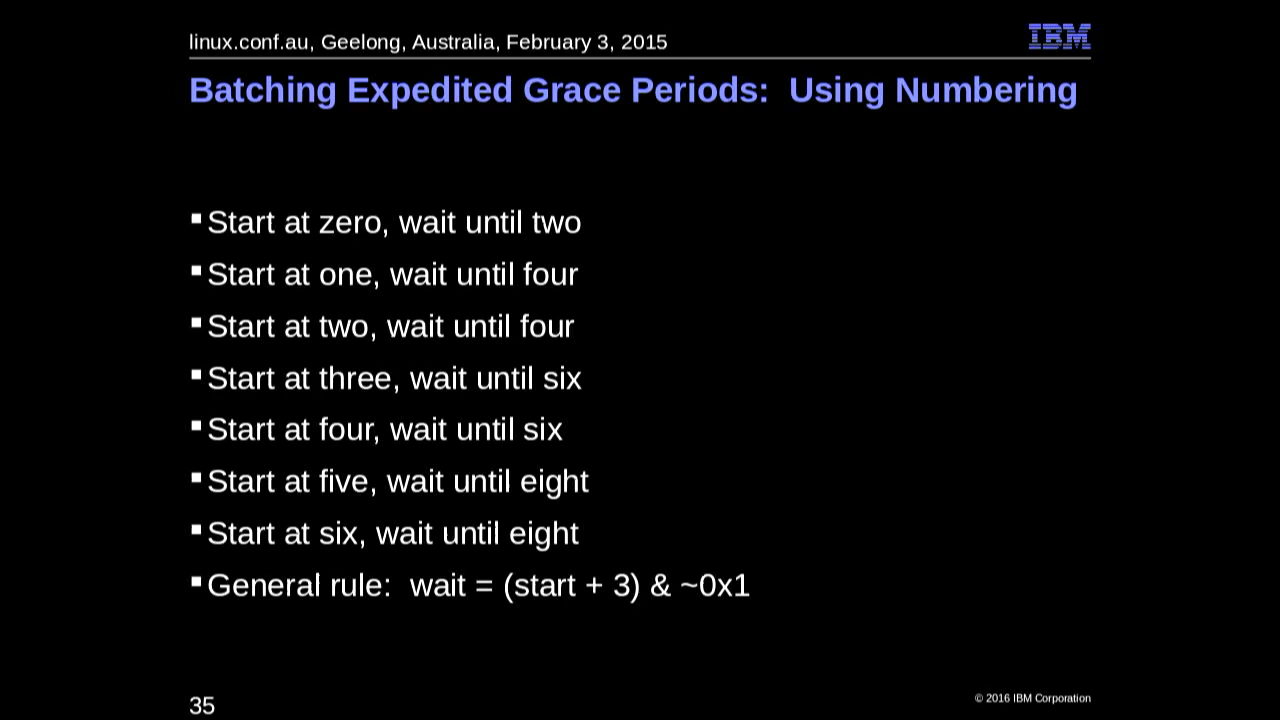 linux.conf.au, Geelong, Australia, February 3, 2015
IBM
Batching Expedited Grace Periods:  Using Numbering
▪Start at zero, wait until two
▪Start at one, wait until four
▪Start at two, wait until four
▪Start at three, wait until six
▪Start at four, wait until six
▪Start at five, wait until eight
▪Start at six, wait until eight
▪General rule:  wait = (start + 3) & ~0x1
35
© 2016 IBM Corporation